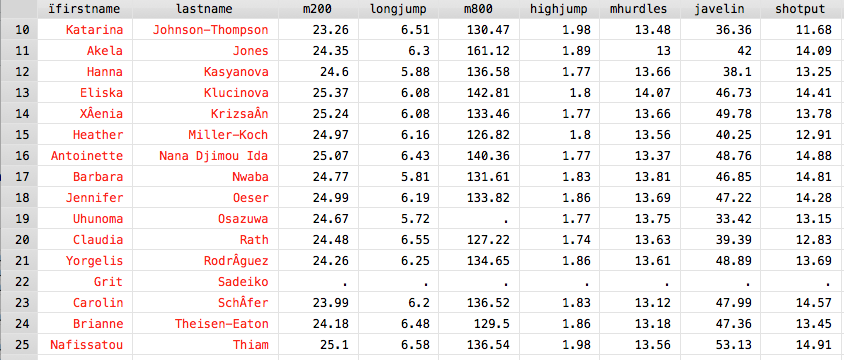 ïfirstname lastname m200 longjump m800 highjump mhurdles javelin shotput
10 Katarina Johnson-Thompson 23.26 6.51 130.47 1.98 13.48 36.36 11.68
11 Akela Jones 24.35 6.3 161.12 1.89 13 42 14.09
12 Hanna Kasyanova 24.6 5.88 136.58 1.77 13.66 38.1 13.25
13 Eliska Klucinova 25.37 6.08 142.81 1.8 14.07 46.73 14.41
14 XÂenia KrizsaÂn 25.24 6.08 133.46 1.77 13.66 49.78 13.78
15 Heather Miller-Koch 24.97 6.16 126.82 1.8 13.56 40.25 12.91
16 Antoinette Nana Djimou Ida 25.07 6.43 140.36 1.77 13.37 48.76 14.88
17 Barbara Nwaba 24.77 5.81 131.61 1.83 13.81 46.85 14.81
18 Jennifer Oeser 24.99 6.19 133.82 1.86 13.69 47.22 14.28
19 Uhunoma Osazuwa 24.67 5.72 . 1.77 13.75 33.42 13.15
20 Claudia Rath 24.48 6.55 127.22 1.74 13.63 39.39 12.83
21 Yorgelis RodrÂguez 24.26 6.25 134.65 1.86 13.61 48.89 13.69
22 Grit Sadeiko . . . . . . .
23 Carolin SchÂfer 23.99 6.2 136.52 1.83 13.12 47.99 14.57
24 Brianne Theisen-Eaton 24.18 6.48 129.5 1.86 13.18 47.36 13.45
25 Nafissatou Thiam 25.1 6.58 136.54 1.98 13.56 53.13 14.91